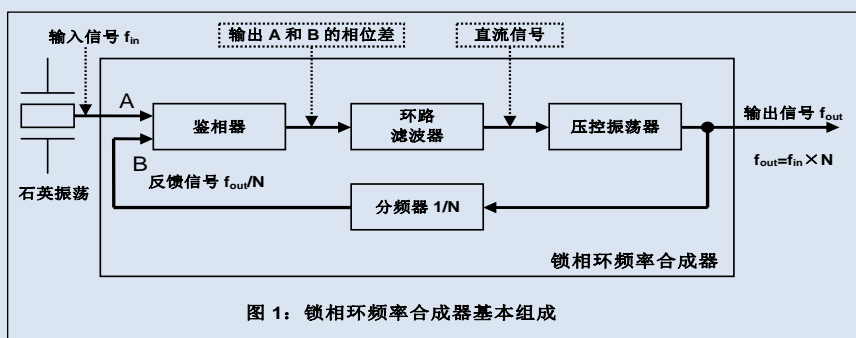 输入信号 fin
输出 A 和 B 的相位差
直流信号
A
鉴相器
环路
滤波器
压控振荡器
输出信号 fout
B
fout=fin×N
石英振荡
反馈信号 fout/N
分频器 1/N
锁相环频率合成器
图 1：锁相环频率合成器基本组成